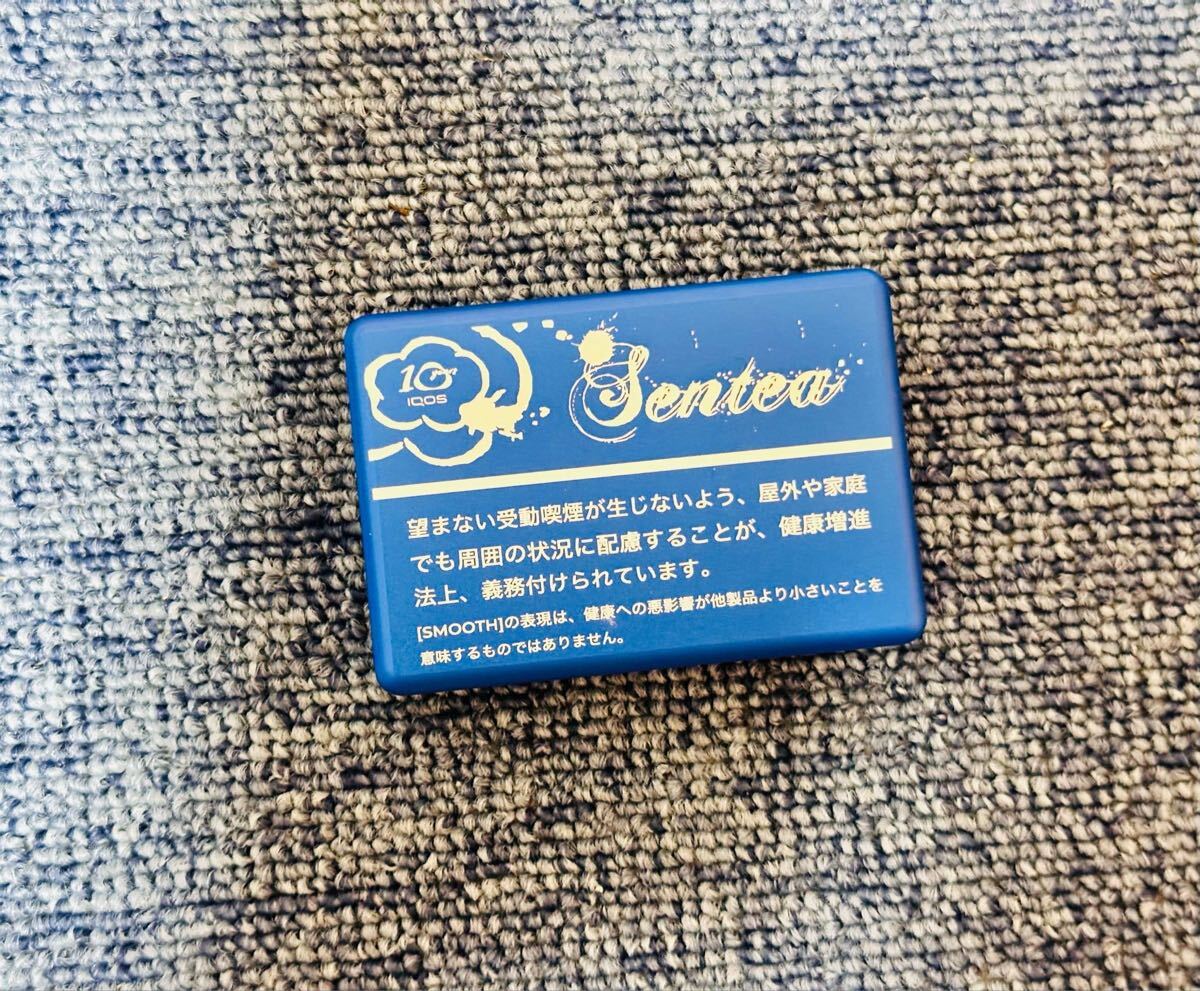 10
IQOS
Sentea
望まない受動喫煙が生じないよう、屋外や家庭
でも周囲の状況に配慮することが、健康増進
法上、義務付けられています。
[SMOOTH]の表現は、健康への悪影響が他製品より小さいことを
意味するものではありません。